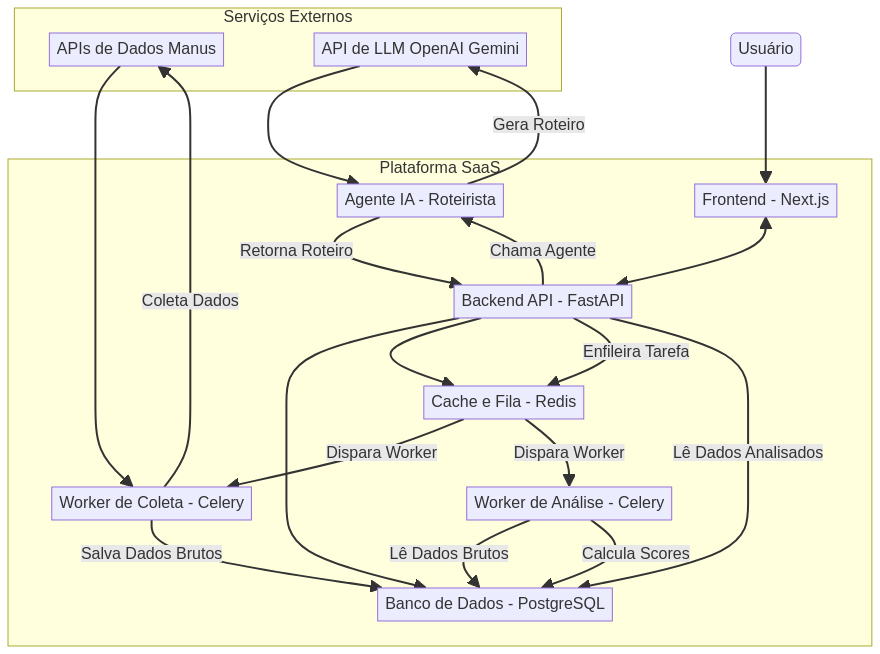 Serviços Externos
APIs de Dados Manus
API de LLM OpenAI Gemini
Usuário
Gera Roteiro
Plataforma SaaS
Agente IA - Roteirista
Frontend - Next.js
Retorna Roteiro
Chama Agente
Coleta Dados
Backend API - FastAPI
Enfileira Tarefa
Cache e Fila - Redis
Dispara Worker
Dispara Worker
Lê Dados Analisados
Worker de Coleta - Celery
Worker de Análise - Celery
Salva Dados Brutos
Lê Dados Brutos
Calcula Scores
Banco de Dados - PostgreSQL